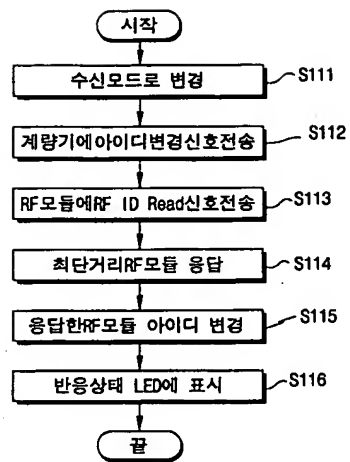 시작
수신모드로 변경
S111
계량기에아이디변경신호전송
S112
RF모듈에RF ID Read신호전송
S113
최단거리RF모듈 응답
S114
응답한RF모듈 아이디 변경
S115
반응상태 LED에 표시
S116
끝